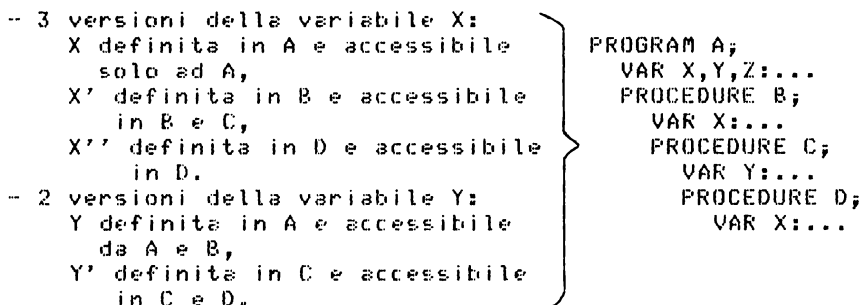 - 3 versioni della variabile X:
X definita in A e accessibile
solo ad A,
X' definita in B e accessibile
in B e C,
X'' definita in D e accessibile
in D.
- 2 versioni della variabile Y:
Y definita in A e accessibile
da A e B,
Y' definita in C e accessibile
in C e D.
PROGRAM A;
VAR X,Y,Z:...
PROCEDURE B;
VAR X:...
PROCEDURE C;
VAR Y:...
PROCEDURE D;
VAR X:...